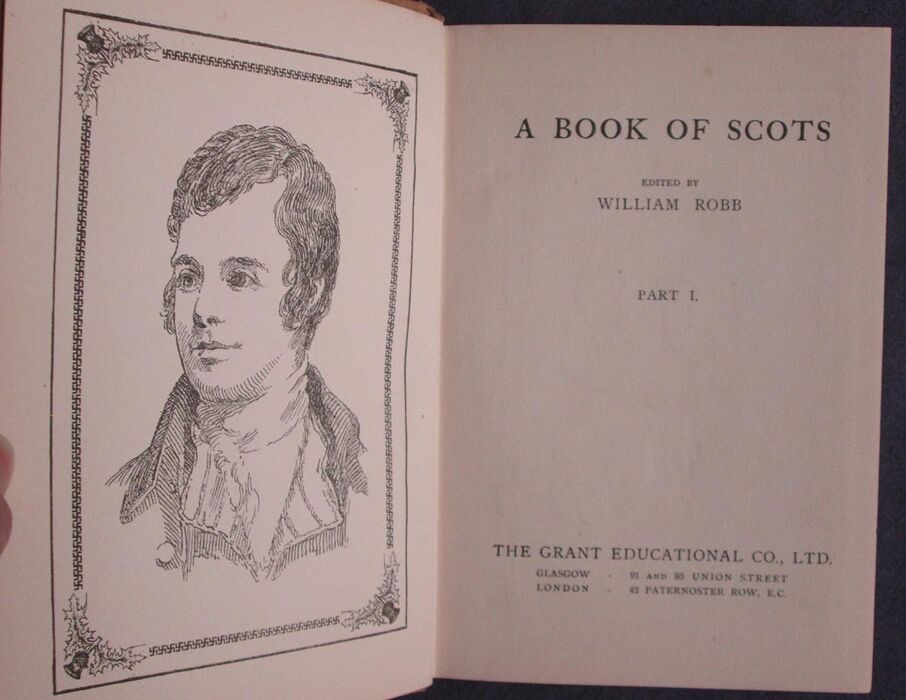 A BOOK OF SCOTS
EDITED BY
WILLIAM ROBB
PART I.
THE GRANT EDUCATIONAL CO., LTD.
GLASGOW - 91 AND 93 UNION STREET
LONDON - 42 PATERNOSTER ROW, E.C.